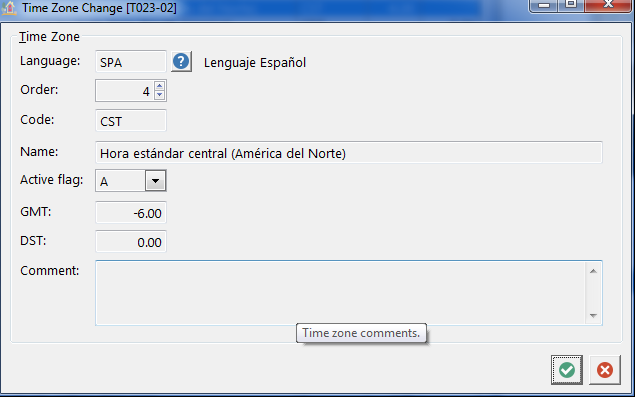 Time Zone Change [T023-02]
Time Zone
Language: SPA ? Lenguaje Español
Order: 4
Code: CST
Name: Hora estándar central (América del Norte)
Active flag: A
GMT: -6.00
DST: 0.00
Comment:
Time zone comments.